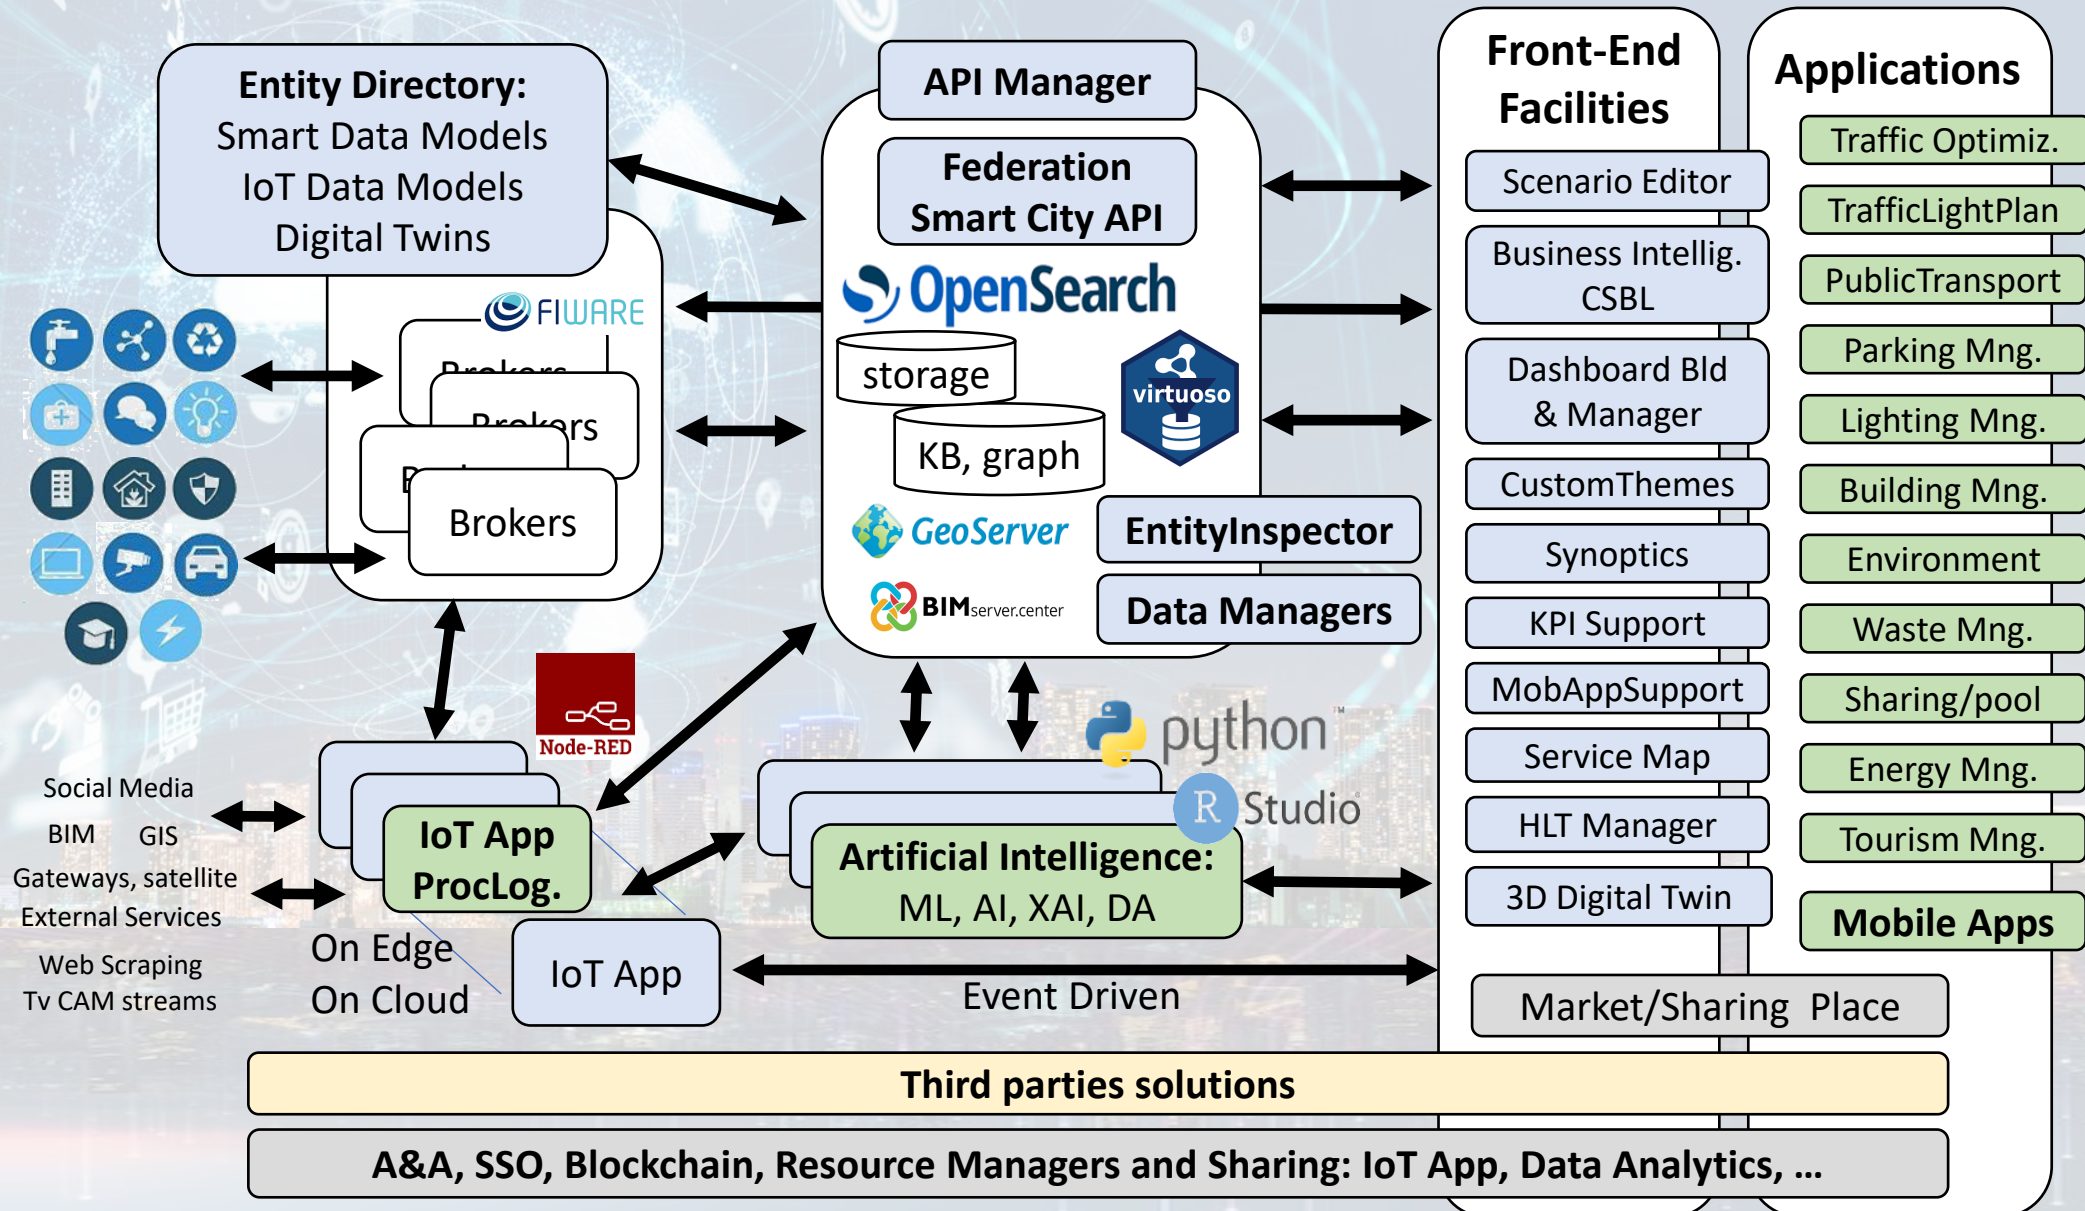 Entity Directory:
Smart Data Models
IoT Data Models
Digital Twins
FIWARE
Brokers
Brokers
Brokers
Social Media
BIM GIS
Gateways, satellite
External Services
Web Scraping
Tv CAM streams
Node-RED
IoT App
ProcLog.
On Edge
On Cloud
IoT App
API Manager
Federation
Smart City API
OpenSearch
storage
virtuoso
KB, graph
GeoServer
EntityInspector
BIMserver.center
Data Managers
python™
R Studio
Artificial Intelligence:
ML, AI, XAI, DA
Event Driven
Front-End
Facilities
Scenario Editor
Business Intellig.
CSBL
Dashboard Bld
& Manager
CustomThemes
Synoptics
KPI Support
MobAppSupport
Service Map
HLT Manager
3D Digital Twin
Applications
Traffic Optimiz.
TrafficLightPlan
PublicTransport
Parking Mng.
Lighting Mng.
Building Mng.
Environment
Waste Mng.
Sharing/pool
Energy Mng.
Tourism Mng.
Mobile Apps
Market/Sharing Place
Third parties solutions
A&A, SSO, Blockchain, Resource Managers and Sharing: IoT App, Data Analytics, ...